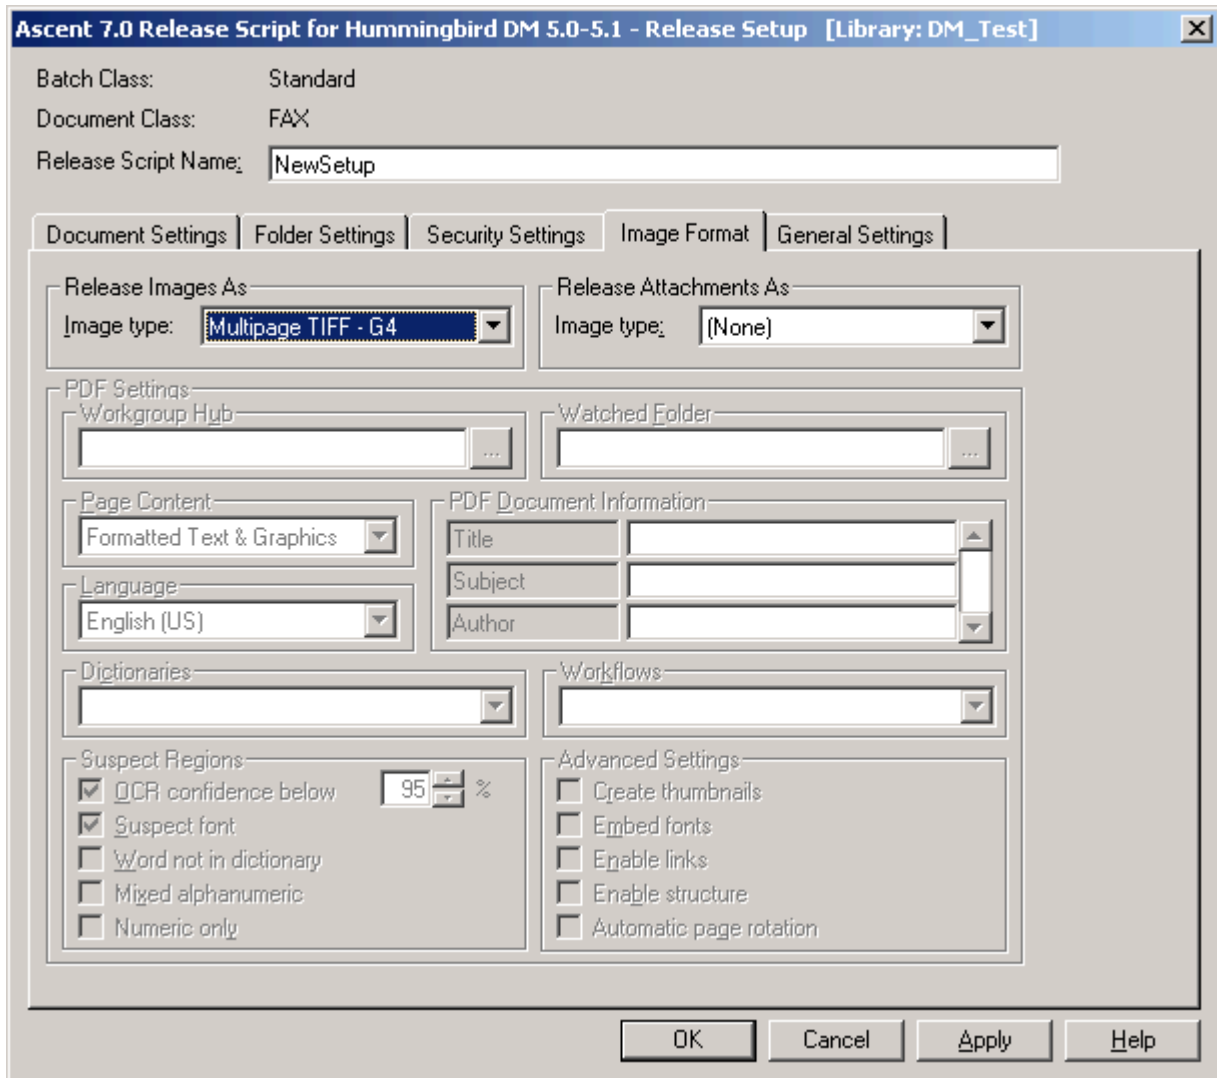 Ascent 7.0 Release Script for Hummingbird DM 5.0-5.1 - Release Setup [Library: DM_Test]
Batch Class: Standard
Document Class: FAX
Release Script Name: NewSetup
Document Settings Folder Settings Security Settings Image Format General Settings
Release Images As
Image type: Multipage TIFF - G4
Release Attachments As
Image type: (None)
PDF Settings
Workgroup Hub
...
Watched Folder
...
Page Content
Formatted Text & Graphics
Language
English (US)
PDF Document Information
Title
Subject
Author
Dictionaries
Workflows
Suspect Regions
OCR confidence below 95 %
Suspect font
Word not in dictionary
Mixed alphanumeric
Numeric only
Advanced Settings
Create thumbnails
Embed fonts
Enable links
Enable structure
Automatic page rotation
OK Cancel Apply Help